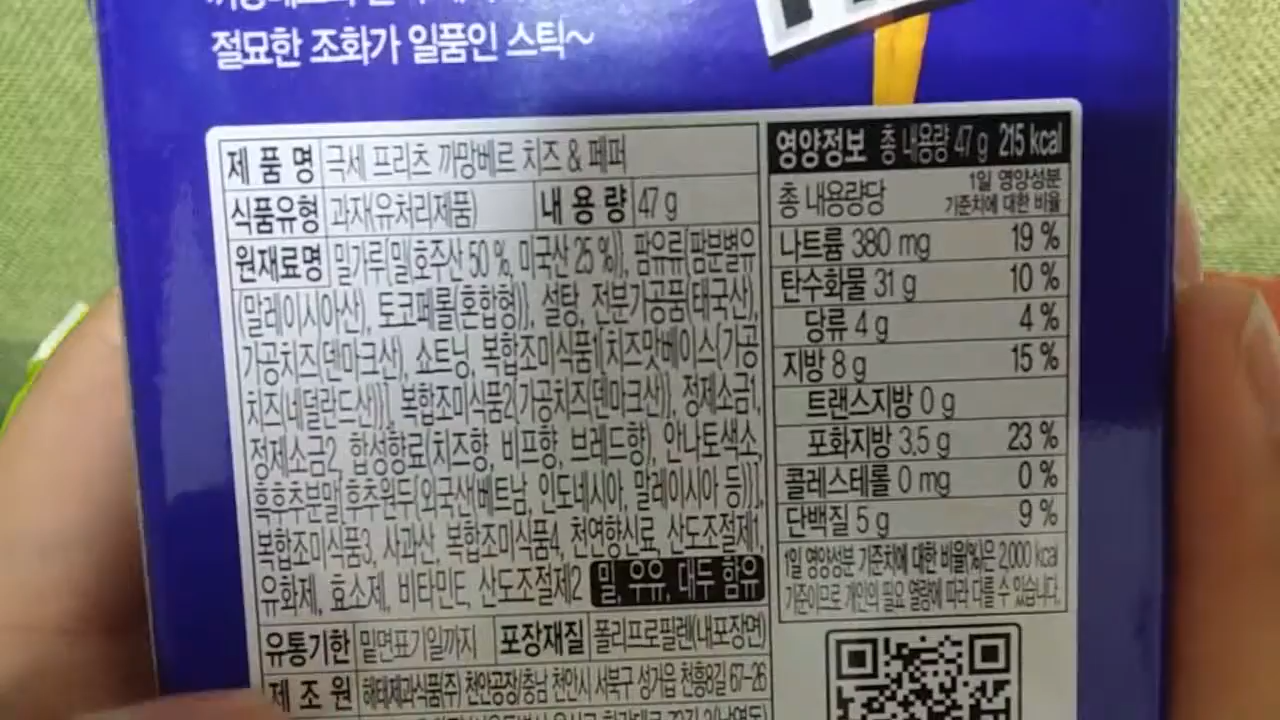 절묘한 조화가 일품인 스틱~
제 품 명 극세 프리츠 까망베르 치즈 & 페퍼
식품유형 과자(유처리제품) 내 용 량 47 g
원재료명 밀가루[밀(호주산 50 %, 미국산 25 %)], 팜유류[팜분별유
(말레이시아산), 토코페롤(혼합형)], 설탕, 전분가공품(태국산),
가공치즈(덴마크산), 쇼트닝, 복합조미식품1[치즈맛베이스(가공
치즈(네덜란드산))], 복합조미식품2[가공치즈(덴마크산)], 정제소금1,
정제소금2, 합성향료(치즈향, 비프향, 브레드향), 안나토색소,
흑후추분말[후추원두(외국산(베트남, 인도네시아, 말레이시아 등))],
복합조미식품3, 사과산, 복합조미식품4, 천연향신료, 산도조절제1,
유화제, 효소제, 비타민E, 산도조절제2 밀, 우유, 대두 함유
유통기한 밑면표기일까지 포장재질 폴리프로필렌(내포장면)
제 조 원 해태제과식품(주) 천안공장/충남 천안시 서북구 성거읍 천흥8길 67-26
영양정보 총 내용량 47 g 215 kcal
총 내용량당 1일 영양성분
기준치에 대한 비율
나트륨 380 mg 19 %
탄수화물 31 g 10 %
당류 4 g 4 %
지방 8 g 15 %
트랜스지방 0 g
포화지방 3.5 g 23 %
콜레스테롤 0 mg 0 %
단백질 5 g 9 %
1일 영양성분 기준치에 대한 비율(%)은 2,000 kcal
기준이므로 개인의 필요 열량에 따라 다를 수 있습니다.